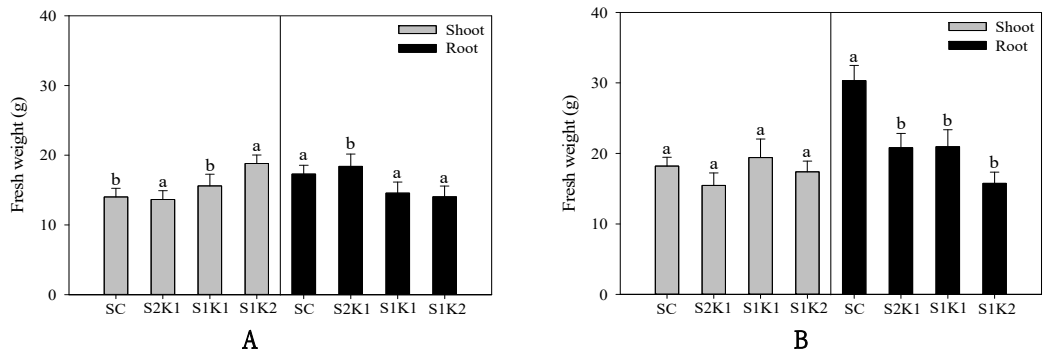 Fresh weight (g)
40
30
20
10
0
Shoot
Root
b
a
b
a
a
b
a
a
SC S2K1 S1K1 S1K2 SC S2K1 S1K1 S1K2
A
Fresh weight (g)
40
30
20
10
0
Shoot
Root
a
a
a
a
a
b
b
b
SC S2K1 S1K1 S1K2 SC S2K1 S1K1 S1K2
B